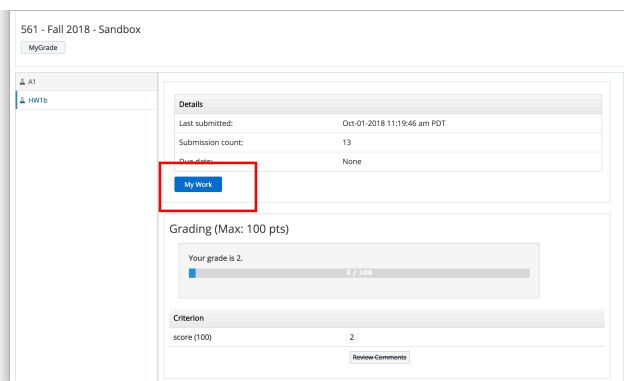 561 - Fall 2018 - Sandbox
MyGrade
A1
HW1b
Details
Last submitted: Oct-01-2018 11:19:46 am PDT
Submission count: 13
Due date: None
My Work
Grading (Max: 100 pts)
Your grade is 2.
2 / 100
Criterion
score (100) 2
Review Comments